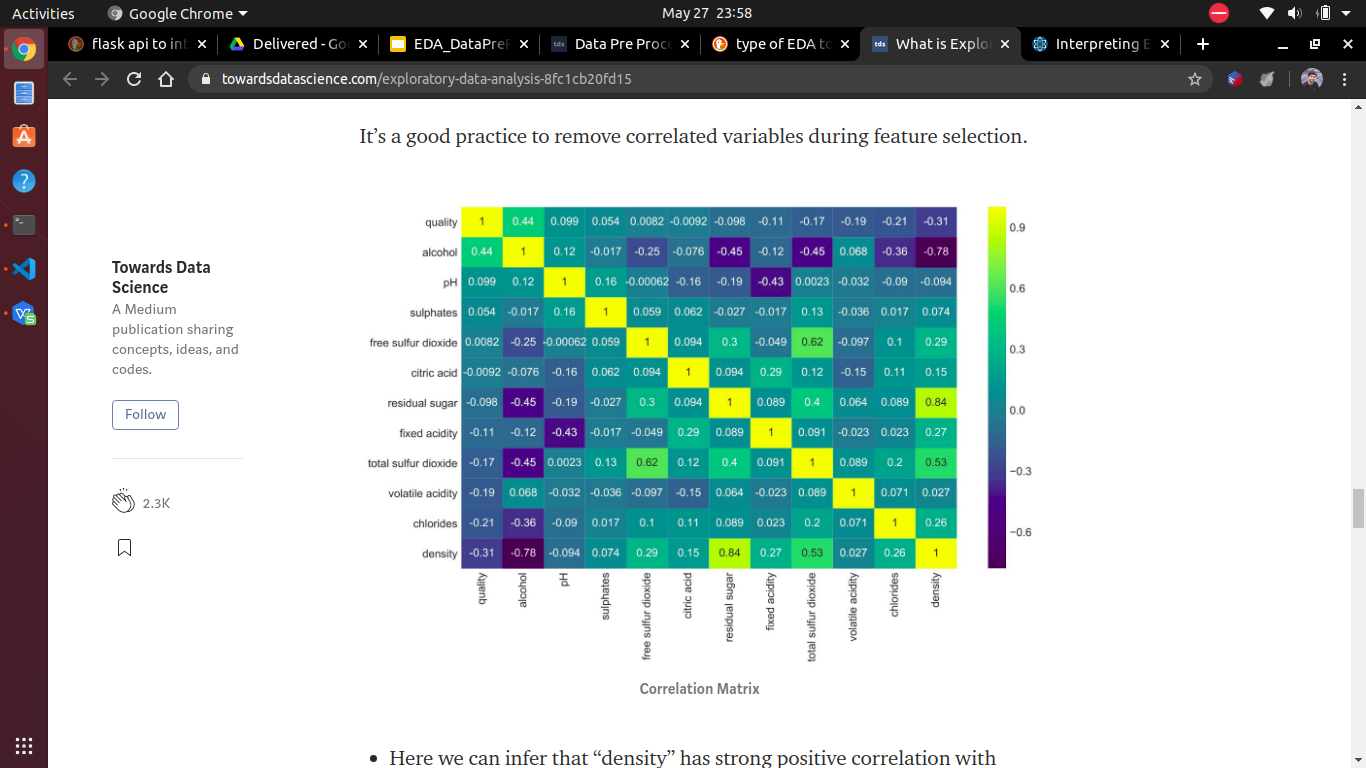 Activities
Google Chrome
May 27 23:58
flask api to int
Delivered - Goo
EDA_DataPreP
Data Pre Proce
type of EDA to
What is Explor
Interpreting E
towardsdatascience.com/exploratory-data-analysis-8fc1cb20fd15
It’s a good practice to remove correlated variables during feature selection.
Towards Data
Science
A Medium
publication sharing
concepts, ideas, and
codes.
Follow
2.3K
quality 1 0.44 0.099 0.054 0.0082 -0.0092 -0.098 -0.11 -0.17 -0.19 -0.21 -0.31
alcohol 0.44 1 0.12 -0.017 -0.25 -0.076 -0.45 -0.12 -0.45 0.068 -0.36 -0.78
pH 0.099 0.12 1 0.16 -0.00062 -0.16 -0.19 -0.43 0.0023 -0.032 -0.09 -0.094
sulphates 0.054 -0.017 0.16 1 0.059 0.062 -0.027 -0.017 0.13 -0.036 0.017 0.074
free sulfur dioxide 0.0082 -0.25 -0.00062 0.059 1 0.094 0.3 -0.049 0.62 -0.097 0.1 0.29
citric acid -0.0092 -0.076 -0.16 0.062 0.094 1 0.094 0.29 0.12 -0.15 0.11 0.15
residual sugar -0.098 -0.45 -0.19 -0.027 0.3 0.094 1 0.089 0.4 0.064 0.089 0.84
fixed acidity -0.11 -0.12 -0.43 -0.017 -0.049 0.29 0.089 1 0.091 -0.023 0.023 0.27
total sulfur dioxide -0.17 -0.45 0.0023 0.13 0.62 0.12 0.4 0.091 1 0.089 0.2 0.53
volatile acidity -0.19 0.068 -0.032 -0.036 -0.097 -0.15 0.064 -0.023 0.089 1 0.071 0.027
chlorides -0.21 -0.36 -0.09 0.017 0.1 0.11 0.089 0.023 0.2 0.071 1 0.26
density -0.31 -0.78 -0.094 0.074 0.29 0.15 0.84 0.27 0.53 0.027 0.26 1
quality
alcohol
pH
sulphates
free sulfur dioxide
citric acid
residual sugar
fixed acidity
total sulfur dioxide
volatile acidity
chlorides
density
0.9
0.6
0.3
0.0
−0.3
−0.6
Correlation Matrix
• Here we can infer that “density” has strong positive correlation with